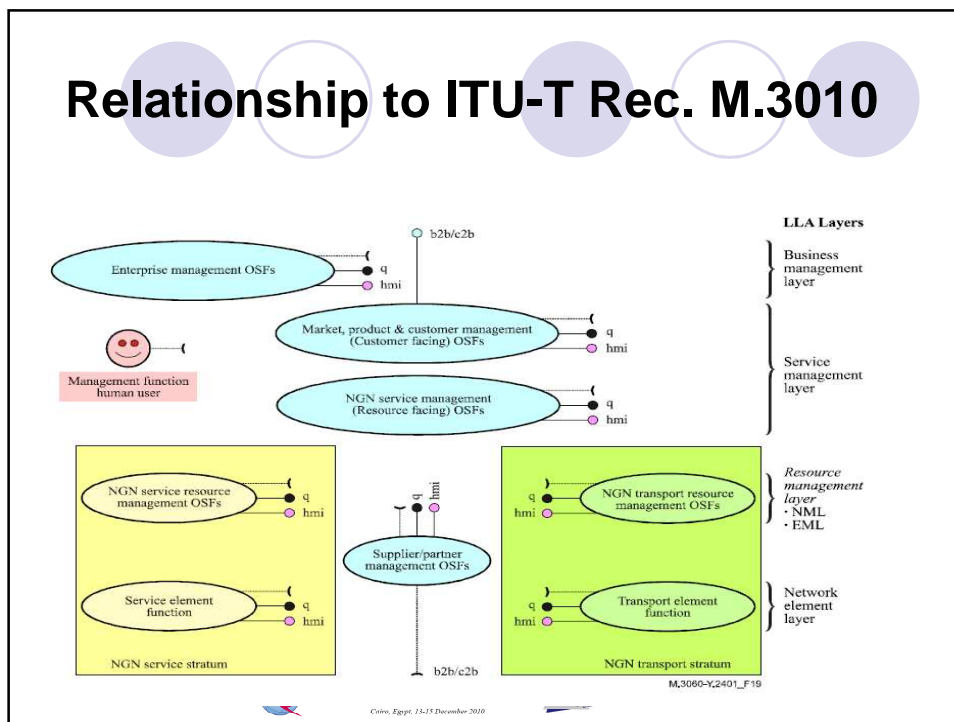 Relationship to ITU-T Rec. M.3010
LLA Layers
b2b/c2b
Enterprise management OSFs
q
hmi
Business
management
layer
Market, product & customer management
(Customer facing) OSFs
q
hmi
Management function
human user
Service
management
layer
NGN service management
(Resource facing) OSFs
q
hmi
NGN service resource
management OSFs
q
hmi
q
hmi
q
hmi
NGN transport resource
management OSFs
Resource
management
layer
· NML
· EML
Supplier/partner
management OSFs
Service element
function
q
hmi
q
hmi
Transport element
function
Network
element
layer
NGN service stratum
b2b/c2b
NGN transport stratum
M.3060-Y.2401_F19
Cairo, Egypt, 13-15 December 2010